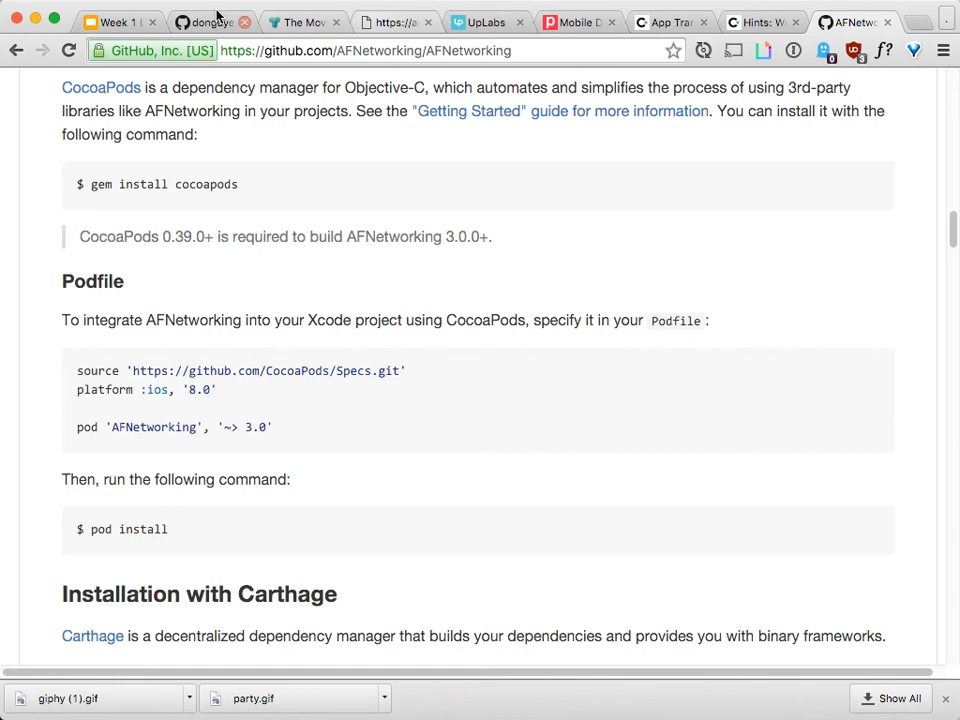 Week 1 L
donguye
The Mov
https://a
UpLabs
Mobile D
App Tran
Hints: W
AFNetwo
GitHub, Inc. [US] https://github.com/AFNetworking/AFNetworking
0
3
f?
CocoaPods is a dependency manager for Objective-C, which automates and simplifies the process of using 3rd-party
libraries like AFNetworking in your projects. See the "Getting Started" guide for more information. You can install it with the
following command:
$ gem install cocoapods
CocoaPods 0.39.0+ is required to build AFNetworking 3.0.0+.
Podfile
To integrate AFNetworking into your Xcode project using CocoaPods, specify it in your Podfile :
source 'https://github.com/CocoaPods/Specs.git'
platform :ios, '8.0'
pod 'AFNetworking', '~> 3.0'
Then, run the following command:
$ pod install
Installation with Carthage
Carthage is a decentralized dependency manager that builds your dependencies and provides you with binary frameworks.
giphy (1).gif
party.gif
Show All